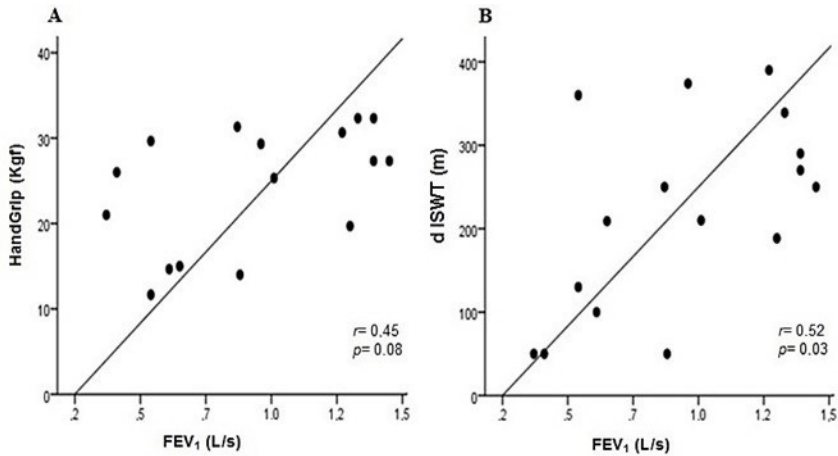 A
HandGrip (Kgf)
40
30
20
10
0
.2
.5
.7
1.0
1.2
1.5
FEV₁ (L/s)
r= 0.45
p= 0.08
B
d ISWT (m)
400
300
200
100
0
.2
.5
.7
1.0
1.2
1.5
FEV₁ (L/s)
r= 0.52
p= 0.03